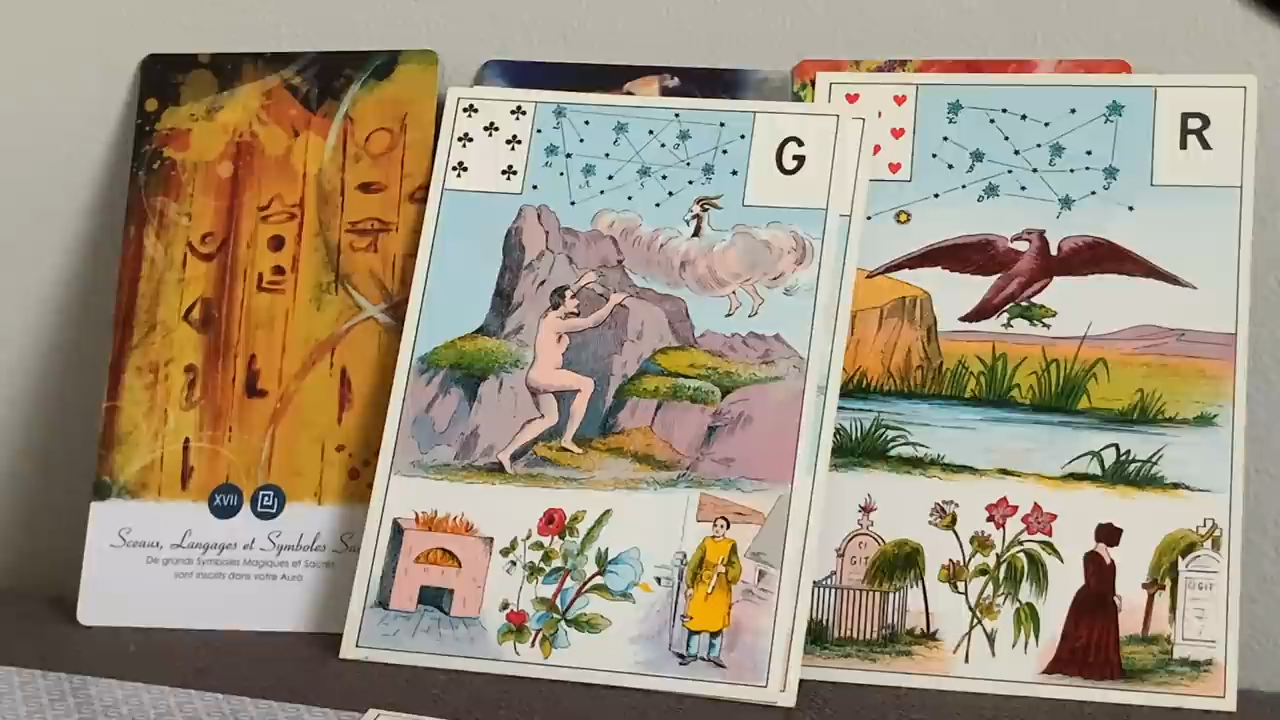 XVII
Sceaux, Langages et Symboles
De grands Symboles Magiques et Sacrés
sont inscrits dans votre Aura
G
R
CI
GIT
CI GIT